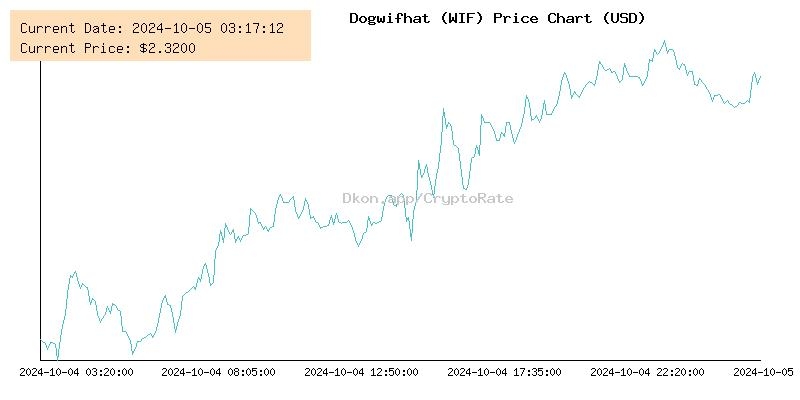 Dogwifhat (WIF) Price Chart (USD)
Current Date: 2024-10-05 03:17:12
Current Price: $2.3200
Dkon.app/CryptoRate
2024-10-04 03:20:00 2024-10-04 08:05:00 2024-10-04 12:50:00 2024-10-04 17:35:00 2024-10-04 22:20:00 2024-10-05